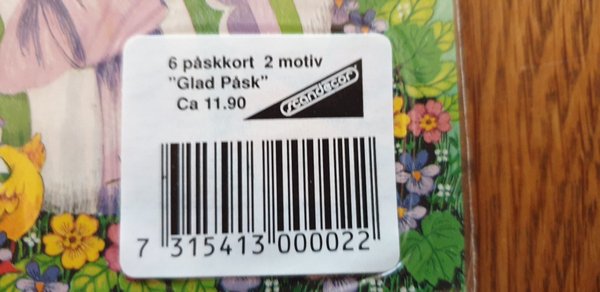 6 påskkort 2 motiv
"Glad Påsk"
Ca 11.90
scandecor
7 315413 000022